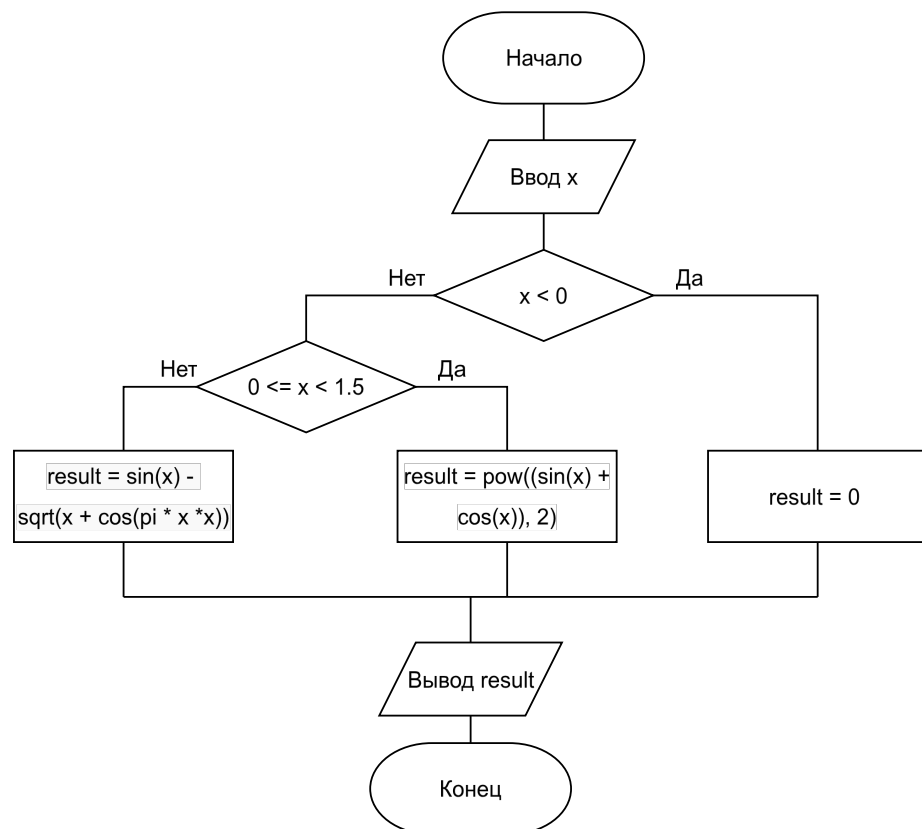 Начало
Ввод x
Нет
Да
x < 0
Нет
Да
0 <= x < 1.5
result = sin(x) -
sqrt(x + cos(pi * x *x))
result = pow((sin(x) +
cos(x)), 2)
result = 0
Вывод result
Конец